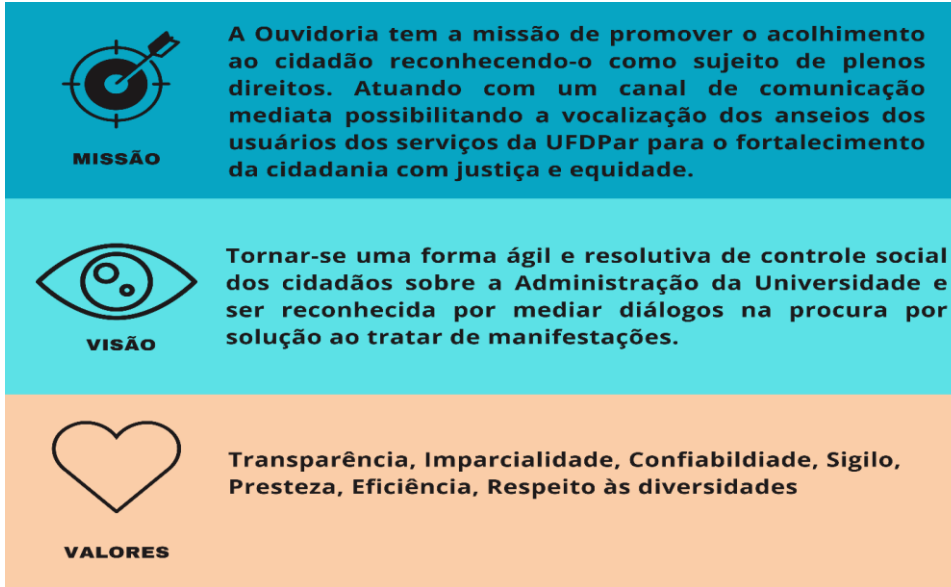 A Ouvidoria tem a missão de promover o acolhimento
ao cidadão reconhecendo-o como sujeito de plenos
direitos. Atuando com um canal de comunicação
mediata possibilitando a vocalização dos anseios dos
usuários dos serviços da UFDPar para o fortalecimento
da cidadania com justiça e equidade.
MISSÃO
Tornar-se uma forma ágil e resolutiva de controle social
dos cidadãos sobre a Administração da Universidade e
ser reconhecida por mediar diálogos na procura por
solução ao tratar de manifestações.
VISÃO
Transparência, Imparcialidade, Confiabildiade, Sigilo,
Presteza, Eficiência, Respeito às diversidades
VALORES